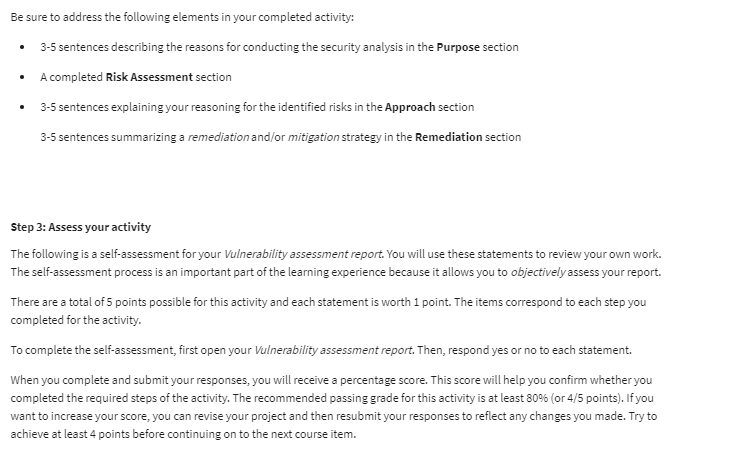 Be sure to address the following elements in your completed activity:
• 3-5 sentences describing the reasons for conducting the security analysis in the Purpose section
• A completed Risk Assessment section
• 3-5 sentences explaining your reasoning for the identified risks in the Approach section
3-5 sentences summarizing a remediation and/or mitigation strategy in the Remediation section
Step 3: Assess your activity
The following is a self-assessment for your Vulnerability assessment report. You will use these statements to review your own work.
The self-assessment process is an important part of the learning experience because it allows you to objectively assess your report.
There are a total of 5 points possible for this activity and each statement is worth 1 point. The items correspond to each step you
completed for the activity.
To complete the self-assessment, first open your Vulnerability assessment report. Then, respond yes or no to each statement.
When you complete and submit your responses, you will receive a percentage score. This score will help you confirm whether you
completed the required steps of the activity. The recommended passing grade for this activity is at least 80% (or 4/5 points). If you
want to increase your score, you can revise your project and then resubmit your responses to reflect any changes you made. Try to
achieve at least 4 points before continuing on to the next course item.